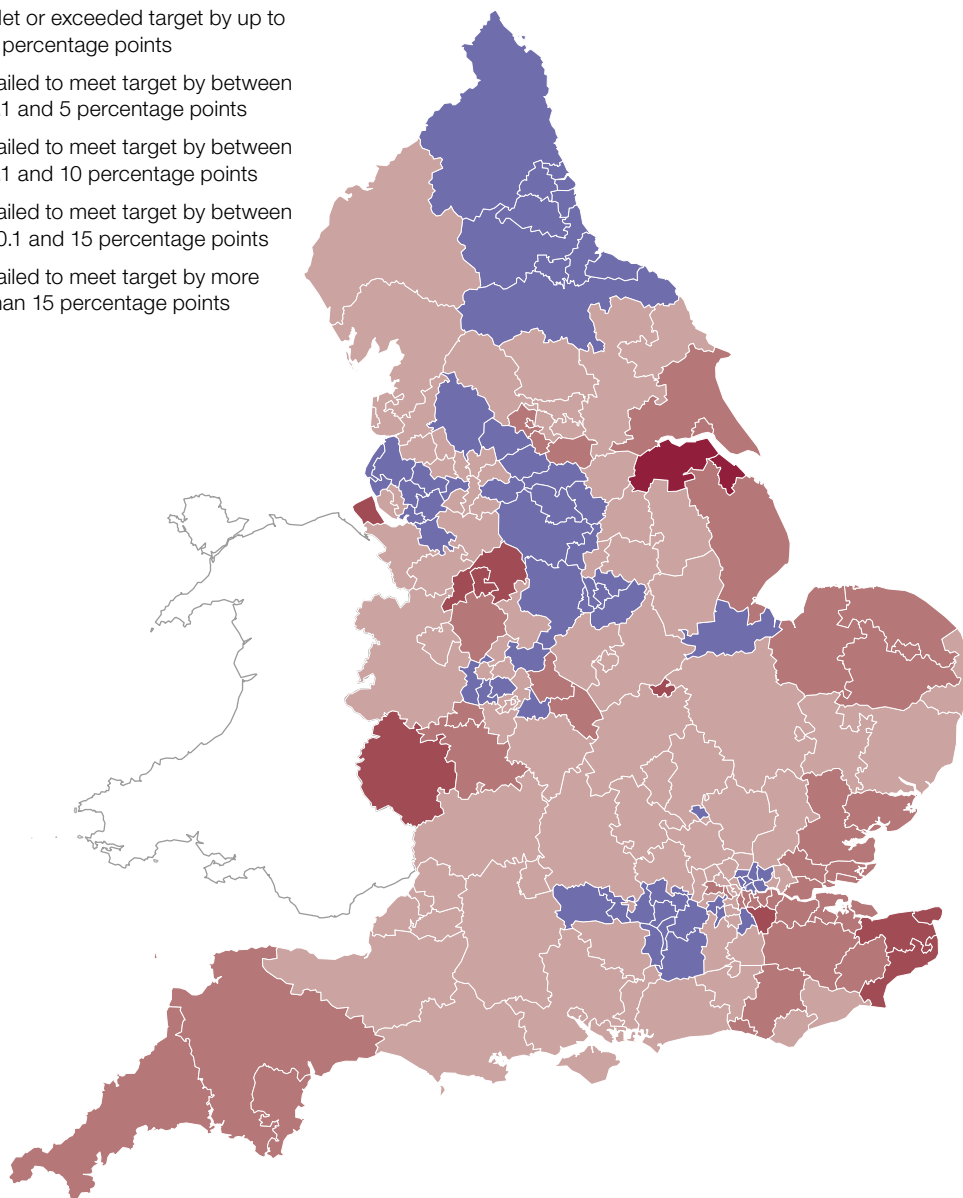 et or exceeded target by up to
percentage points
ailed to meet target by between
.1 and 5 percentage points
ailed to meet target by between
.1 and 10 percentage points
ailed to meet target by between
0.1 and 15 percentage points
ailed to meet target by more
an 15 percentage points